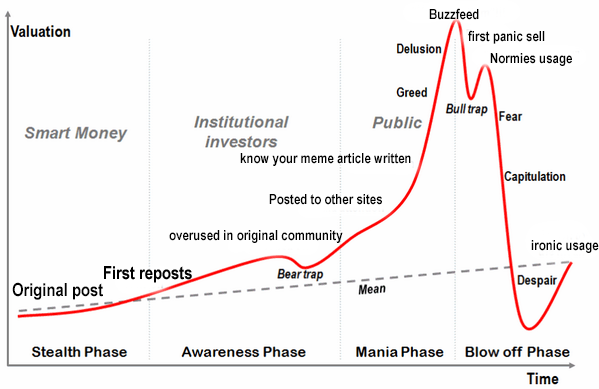 Buzzfeed
Valuation
first panic sell
Delusion
Normies usage
Greed
Bull trap
Fear
Smart Money
Institutional
investors
Public
know your meme article written
Capitulation
Posted to other sites
overused in original community
ironic usage
First reposts
Bear trap
Original post
Mean
Despair
Stealth Phase
Awareness Phase
Mania Phase
Blow off Phase
Time